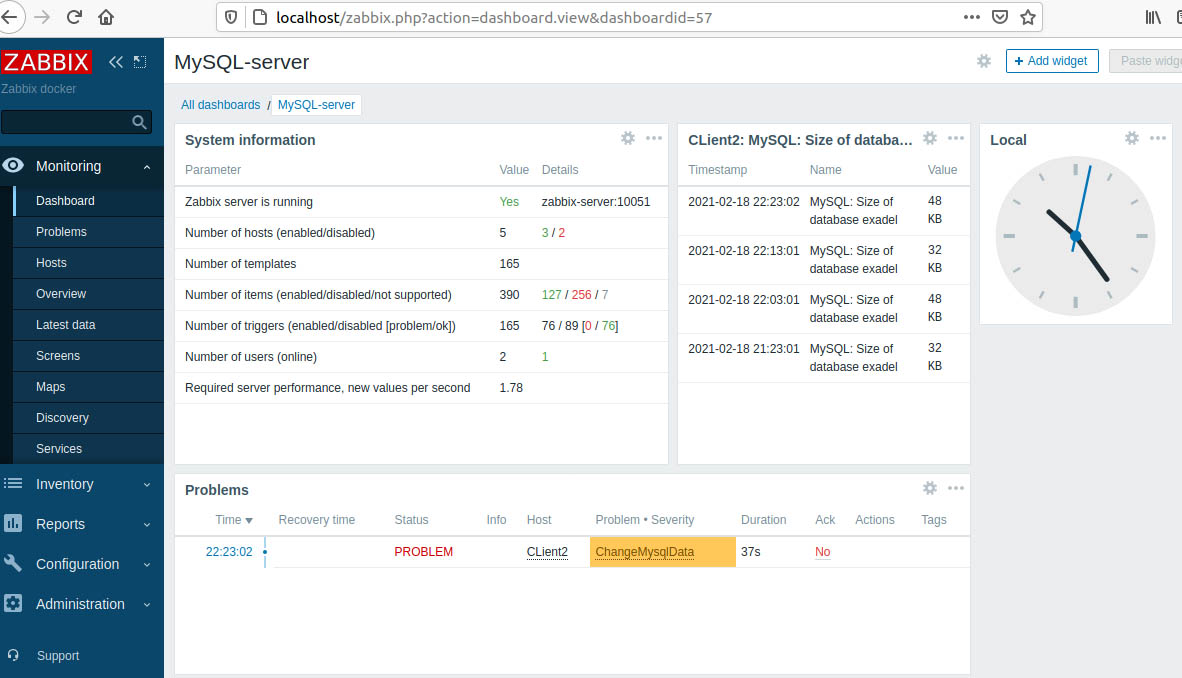 localhost/zabbix.php?action=dashboard.view&dashboardid=57
ZABBIX
Zabbix docker
Monitoring
Dashboard
Problems
Hosts
Overview
Latest data
Screens
Maps
Discovery
Services
Inventory
Reports
Configuration
Administration
Support
MySQL-server
+ Add widget
Paste widg
All dashboards / MySQL-server
System information
Parameter Value Details
Zabbix server is running Yes zabbix-server:10051
Number of hosts (enabled/disabled) 5 3 / 2
Number of templates 165
Number of items (enabled/disabled/not supported) 390 127 / 256 / 7
Number of triggers (enabled/disabled [problem/ok]) 165 76 / 89 [0 / 76]
Number of users (online) 2 1
Required server performance, new values per second 1.78
CLient2: MySQL: Size of databa...
Timestamp Name Value
2021-02-18 22:23:02 MySQL: Size of 48
database exadel KB
2021-02-18 22:13:01 MySQL: Size of 32
database exadel KB
2021-02-18 22:03:01 MySQL: Size of 48
database exadel KB
2021-02-18 21:23:01 MySQL: Size of 32
database exadel KB
Local
Problems
Time Recovery time Status Info Host Problem • Severity Duration Ack Actions Tags
22:23:02 PROBLEM CLient2 ChangeMysqlData 37s No